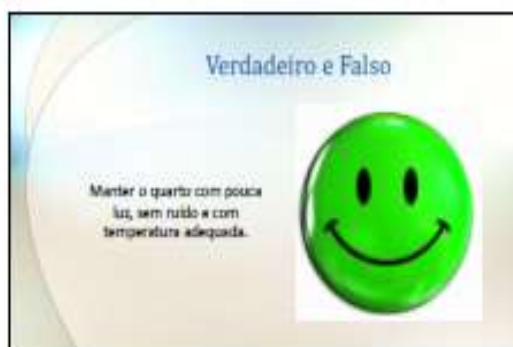 Verdadeiro e Falso
Manter o quarto com pouca
luz, sem ruído e com
temperatura adequada.